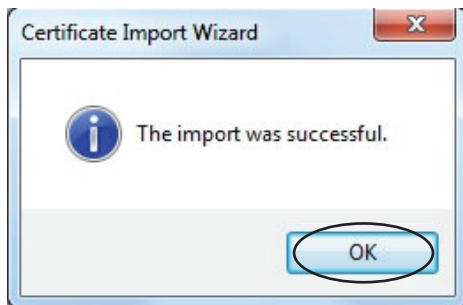 Certificate Import Wizard
The import was successful.
OK